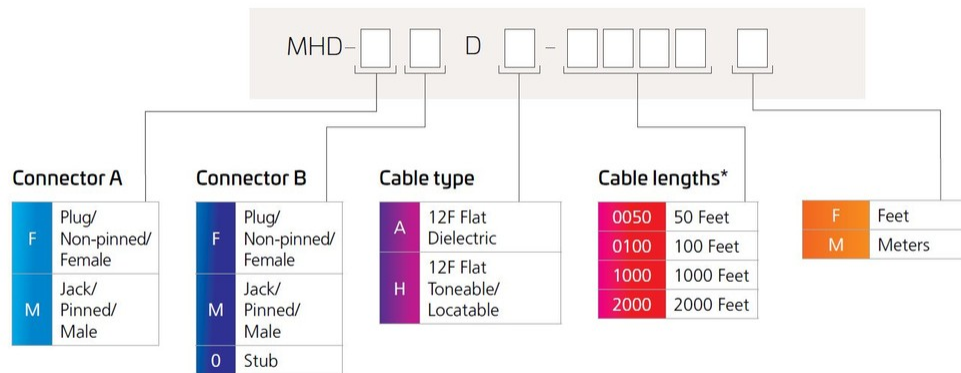 MHD- D -
Connector A
F
Plug/
Non-pinned/
Female
M
Jack/
Pinned/
Male
Connector B
F
Plug/
Non-pinned/
Female
M
Jack/
Pinned/
Male
0
Stub
Cable type
A
12F Flat
Dielectric
H
12F Flat
Toneable/
Locatable
Cable lengths*
0050 50 Feet
0100 100 Feet
1000 1000 Feet
2000 2000 Feet
F Feet
M Meters